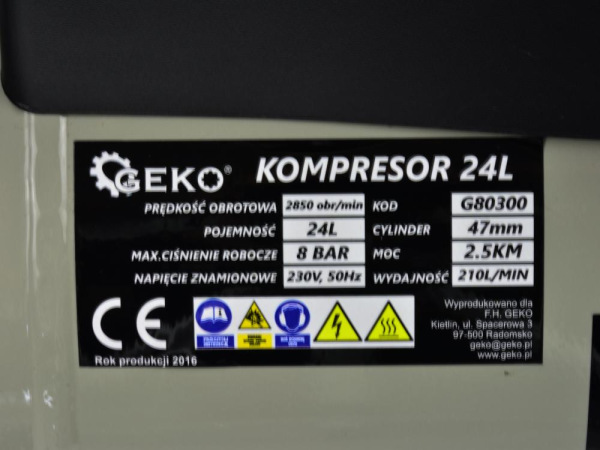 GEKO® KOMPRESOR 24L
PRĘDKOŚĆ OBROTOWA 2850 obr/min KOD G80300
POJEMNOŚĆ 24L CYLINDER 47mm
MAX.CIŚNIENIE ROBOCZE 8 BAR MOC 2.5KM
NAPIĘCIE ZNAMIONOWE 230V, 50Hz WYDAJNOŚĆ 210L/MIN
CE
Rok produkcji 2016
Wyprodukowano dla
F.H. GEKO
Kietlin, ul. Spacerowa 3
97-500 Radomsko
geko@geko.pl
www.geko.pl